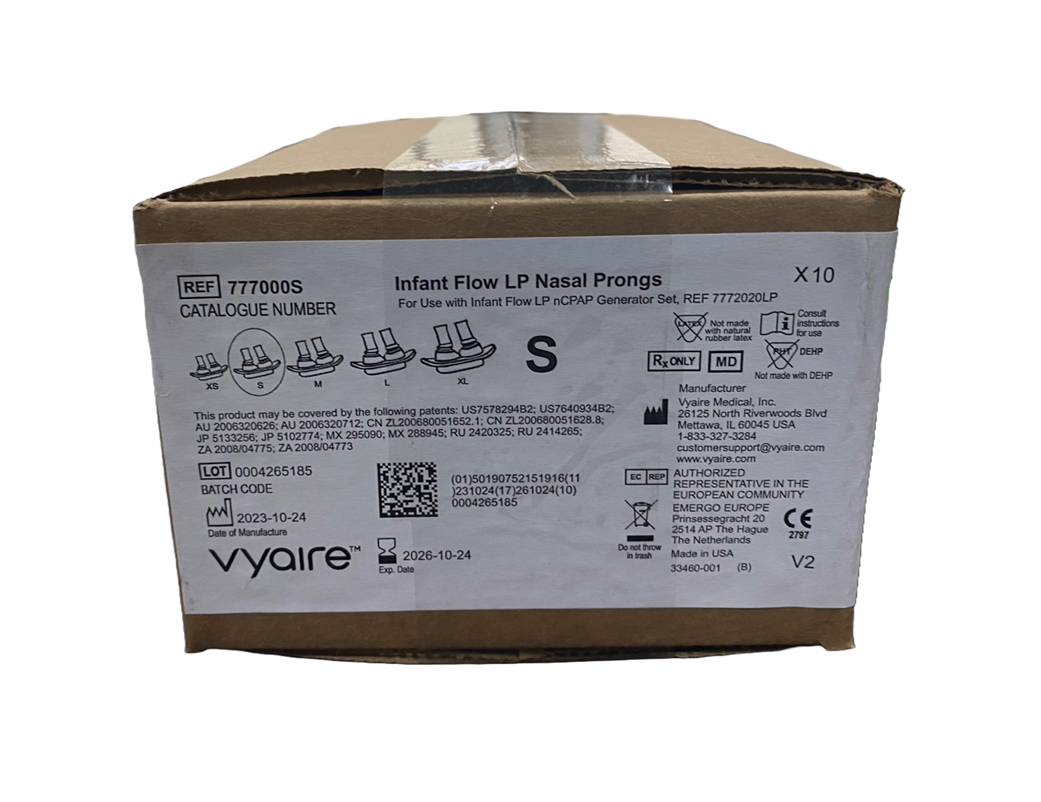 REF 777000S
CATALOGUE NUMBER
Infant Flow LP Nasal Prongs
For Use with Infant Flow LP nCPAP Generator Set, REF 7772020LP
X10
XS
S
M
L
XL
S
LATEX
Not made
with natural
rubber latex
i
Consult
instructions
for use
Rx ONLY
MD
PHT
DEHP
Not made with DEHP
This product may be covered by the following patents: US7578294B2; US7640934B2;
AU 2006320626; AU 2006320712; CN ZL200680051652.1; CN ZL200680051628.8;
JP 5133256; JP 5102774; MX 295090; MX 288945; RU 2420325; RU 2414265;
ZA 2008/04775; ZA 2008/04773
Manufacturer
Vyaire Medical, Inc.
26125 North Riverwoods Blvd
Mettawa, IL 60045 USA
1-833-327-3284
customersupport@vyaire.com
www.vyaire.com
LOT 0004265185
BATCH CODE
2023-10-24
Date of Manufacture
(01)50190752151916(11
)231024(17)261024(10)
0004265185
EC REP
AUTHORIZED
REPRESENTATIVE IN THE
EUROPEAN COMMUNITY
EMERGO EUROPE
Prinsessegracht 20
2514 AP The Hague
The Netherlands
Do not throw
in trash
CE
2797
vyaire™
2026-10-24
Exp. Date
Made in USA
33460-001 (B)
V2